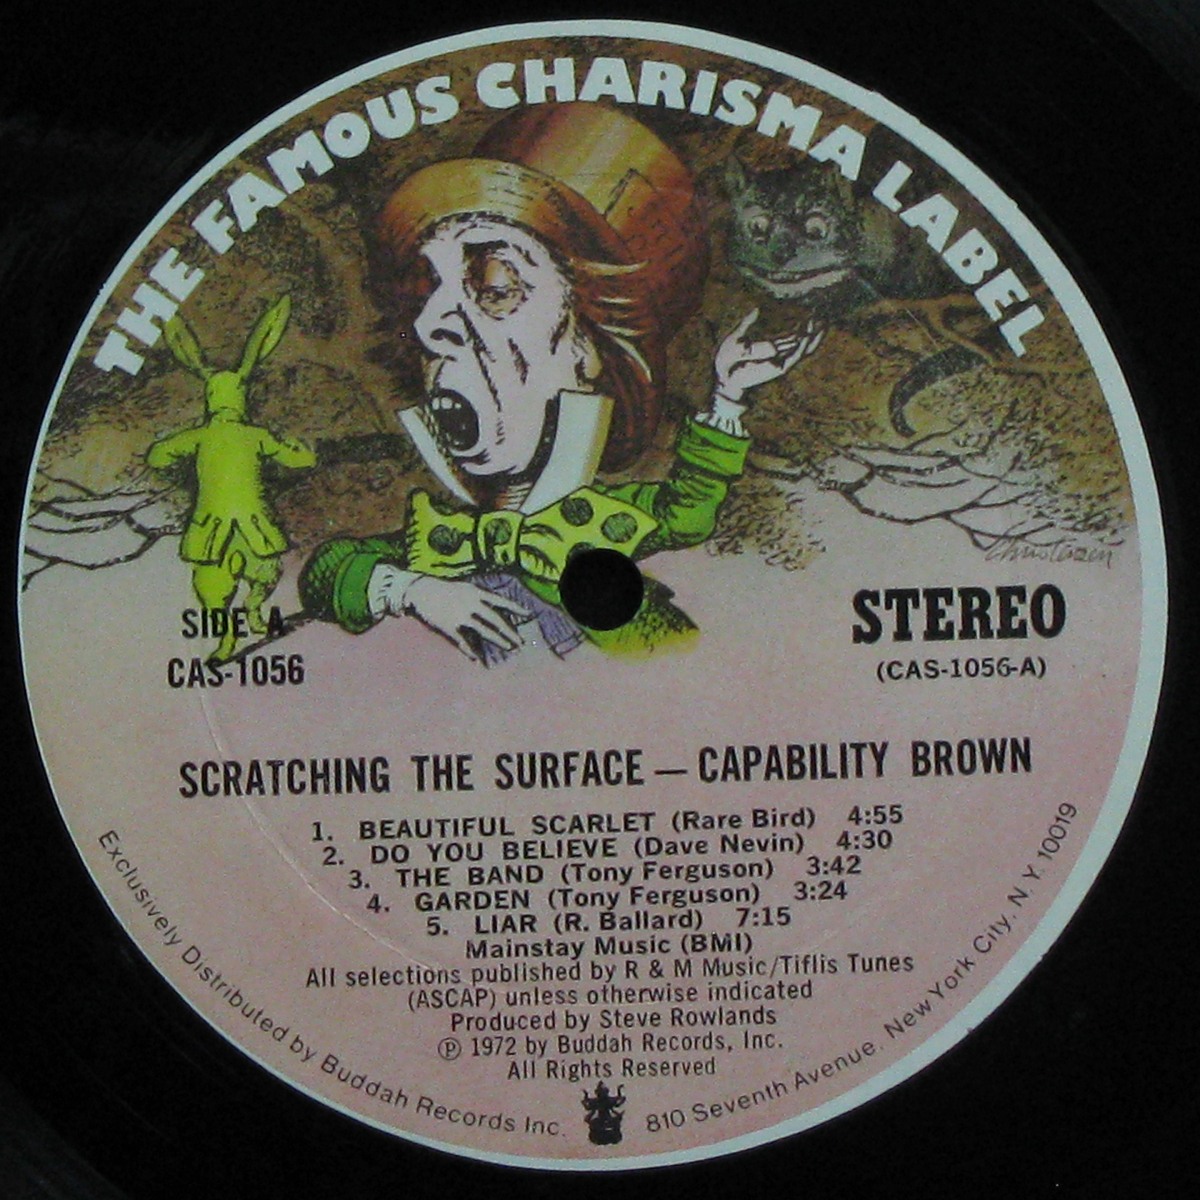 THE FAMOUS CHARISMA LABEL
Christensen
SIDE A
CAS-1056
STEREO
(CAS-1056-A)
SCRATCHING THE SURFACE — CAPABILITY BROWN
1. BEAUTIFUL SCARLET (Rare Bird) 4:55
2. DO YOU BELIEVE (Dave Nevin) 4:30
3. THE BAND (Tony Ferguson) 3:42
4. GARDEN (Tony Ferguson) 3:24
5. LIAR (R. Ballard) 7:15
Mainstay Music (BMI)
All selections published by R & M Music/Tiflis Tunes
(ASCAP) unless otherwise indicated
Produced by Steve Rowlands
℗ 1972 by Buddah Records, Inc.
All Rights Reserved
Exclusively Distributed by Buddah Records Inc. 810 Seventh Avenue. New York City. N.Y. 10019